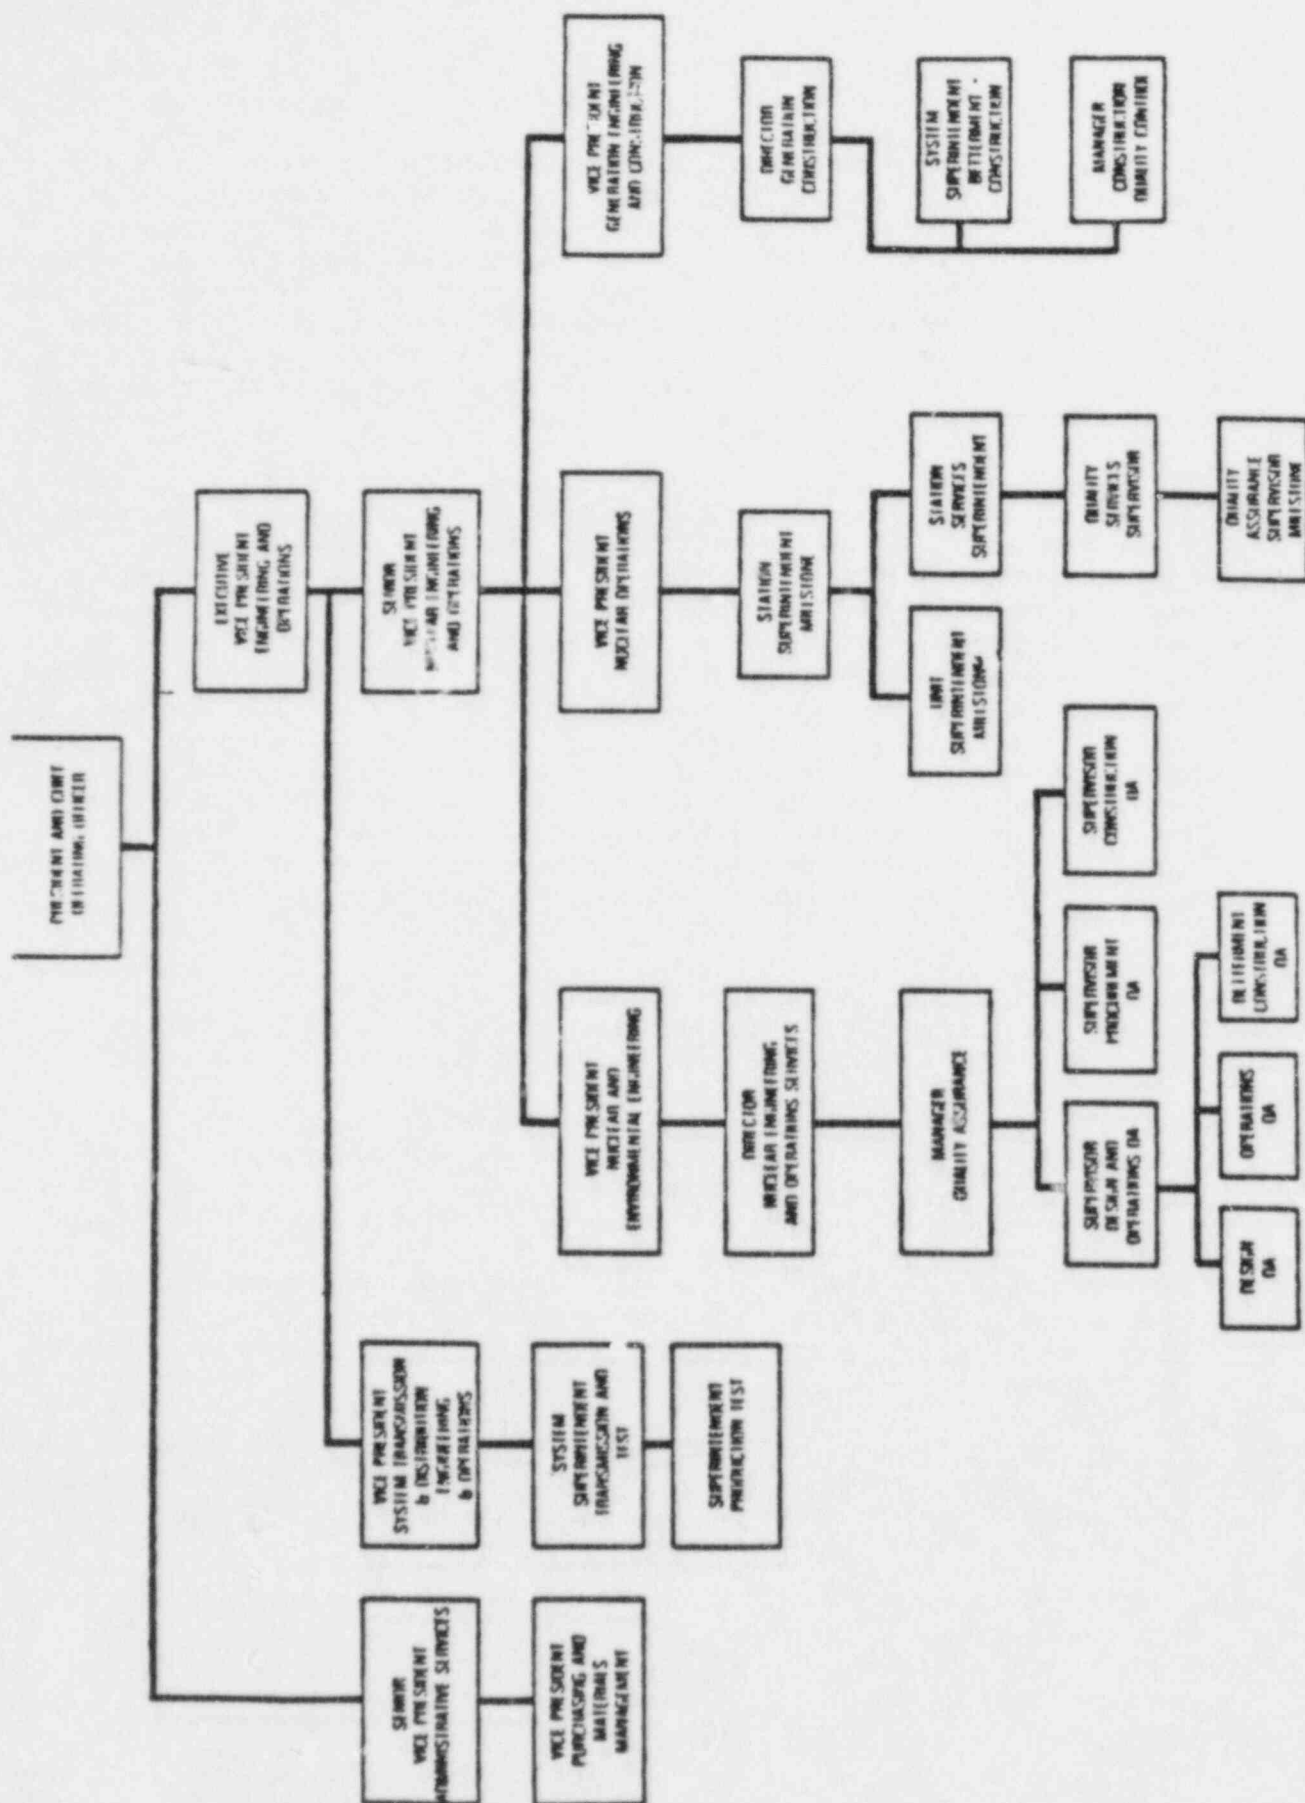 PRESIDENT AND CHIEF
OPERATING OFFICER
EXECUTIVE
VICE PRESIDENT
ENGINEERING AND
OPERATIONS
SENIOR
VICE PRESIDENT
ADMINISTRATIVE SERVICES
VICE PRESIDENT
SYSTEM TRANSMISSION
& DISTRIBUTION
ENGINEERING
& OPERATIONS
SENIOR
VICE PRESIDENT
NUCLEAR ENGINEERING
AND OPERATIONS
VICE PRESIDENT
PURCHASING AND
MATERIALS
MANAGEMENT
SYSTEM
SUPERINTENDENT
TRANSMISSION AND
TEST
VICE PRESIDENT
NUCLEAR AND
ENVIRONMENTAL ENGINEERING
VICE PRESIDENT
NUCLEAR OPERATIONS
VICE PRESIDENT
GENERATION ENGINEERING
AND CONSTRUCTION
SUPERINTENDENT
PRODUCTION TEST
DIRECTOR
NUCLEAR ENGINEERING
AND OPERATIONS SERVICES
STATION
SUPERINTENDENT
MILLSTONE
DIRECTOR
GENERATION
CONSTRUCTION
MANAGER
QUALITY ASSURANCE
UNIT
SUPERINTENDENT
MILLSTONE
STATION
SERVICES
SUPERINTENDENT
SYSTEM
SUPERINTENDENT
BETTERMENT -
CONSTRUCTION
SUPERVISOR
DESIGN AND
OPERATIONS QA
SUPERVISOR
PROCUREMENT
QA
SUPERVISOR
CONSTRUCTION
QA
QUALITY
SERVICES
SUPERVISOR
MANAGER
CONSTRUCTION
QUALITY CONTROL
DESIGN
QA
OPERATIONS
QA
BETTERMENT
CONSTRUCTION
QA
QUALITY
ASSURANCE
SUPERVISOR
MILLSTONE